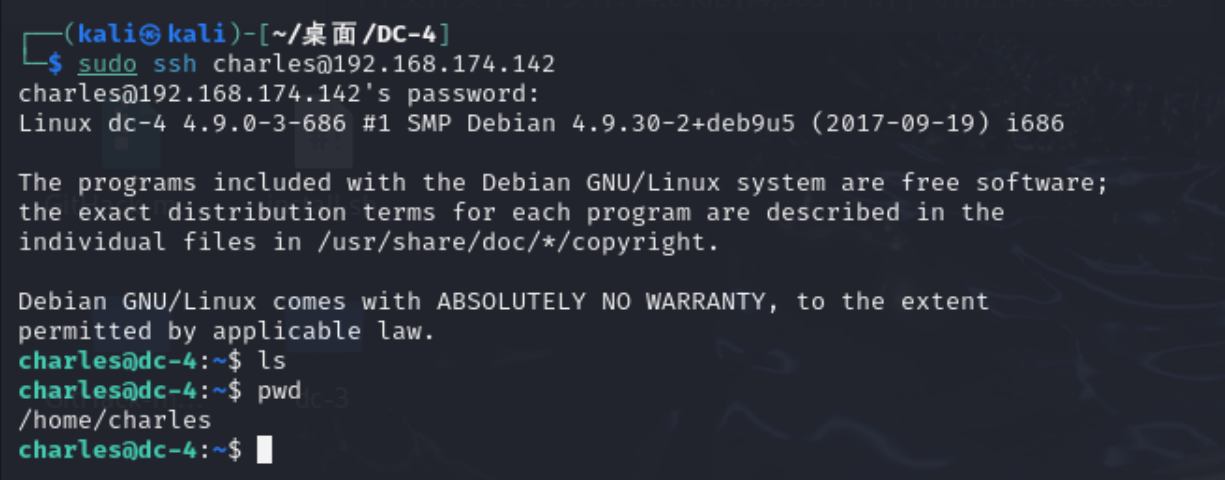 ┌──(kali㉿kali)-[~/桌面/DC-4]
└─$ sudo ssh charles@192.168.174.142
charles@192.168.174.142's password:
Linux dc-4 4.9.0-3-686 #1 SMP Debian 4.9.30-2+deb9u5 (2017-09-19) i686
The programs included with the Debian GNU/Linux system are free software;
the exact distribution terms for each program are described in the
individual files in /usr/share/doc/*/copyright.
Debian GNU/Linux comes with ABSOLUTELY NO WARRANTY, to the extent
permitted by applicable law.
charles@dc-4:~$ ls
charles@dc-4:~$ pwd
/home/charles
charles@dc-4:~$